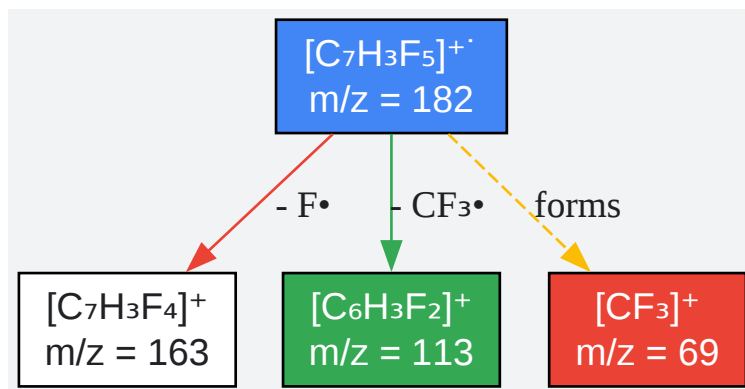 [C₇H₃F₅]⁺˙
m/z = 182
- F•
- CF₃•
forms
[C₇H₃F₄]⁺
m/z = 163
[C₆H₃F₂]⁺
m/z = 113
[CF₃]⁺
m/z = 69